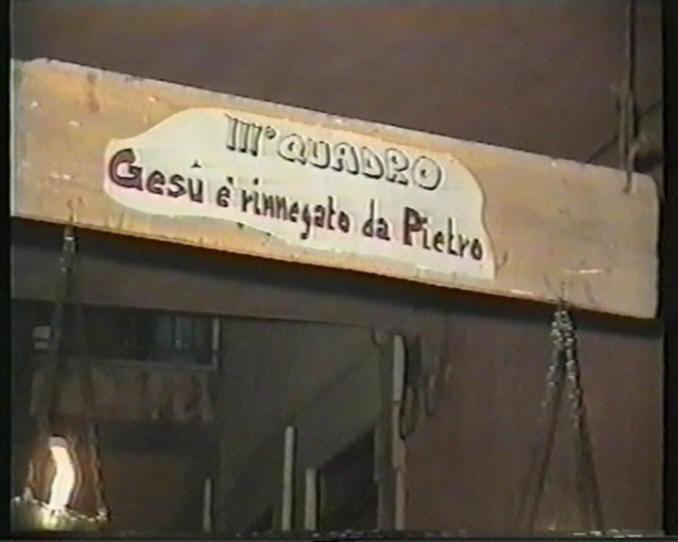 III° QUADRO
Gesù è rinnegato da Pietro